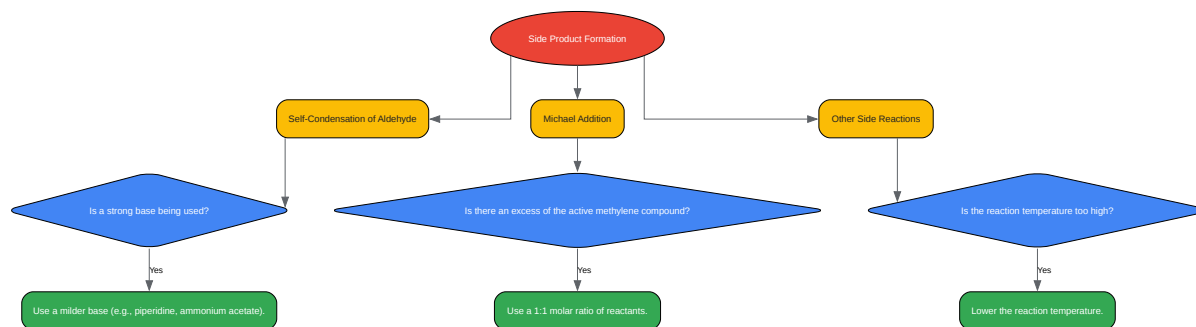 Side Product Formation
Self-Condensation of Aldehyde
Michael Addition
Other Side Reactions
Is a strong base being used?
Is there an excess of the active methylene compound?
Is the reaction temperature too high?
Yes
Yes
Yes
Use a milder base (e.g., piperidine, ammonium acetate).
Use a 1:1 molar ratio of reactants.
Lower the reaction temperature.